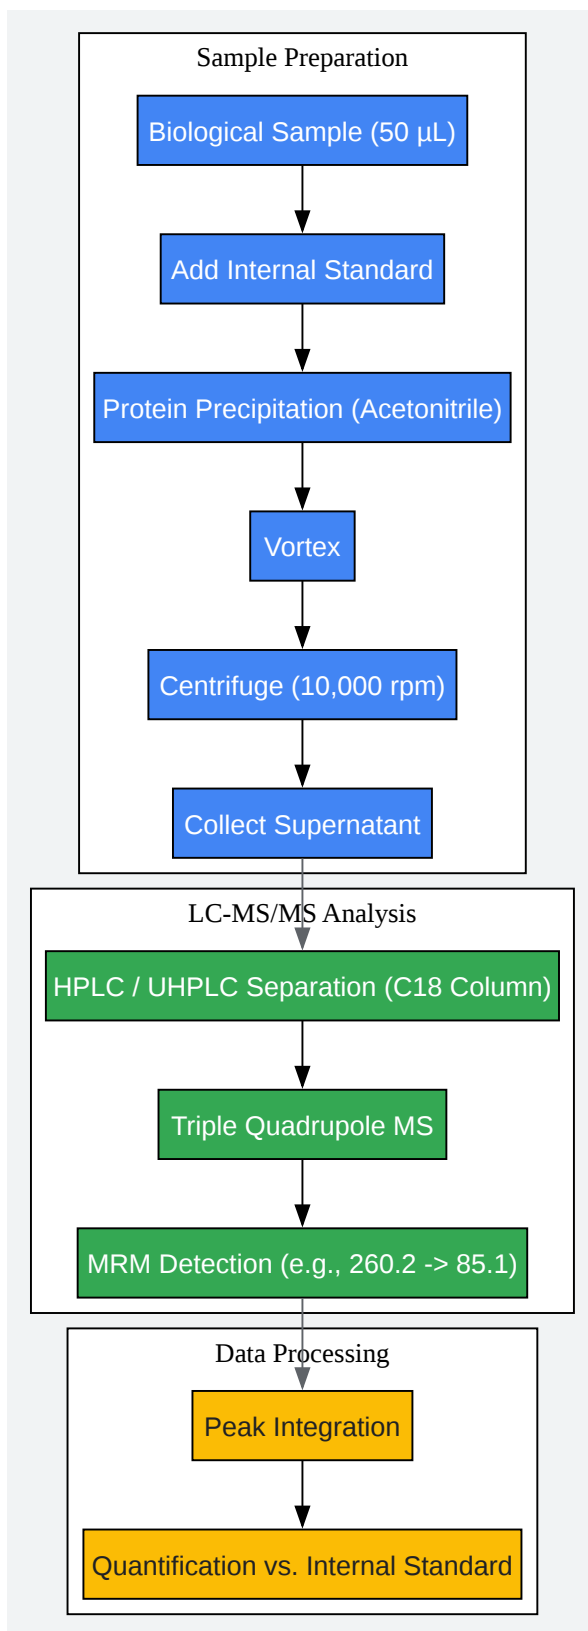 Sample Preparation
Biological Sample (50 µL)
Add Internal Standard
Protein Precipitation (Acetonitrile)
Vortex
Centrifuge (10,000 rpm)
Collect Supernatant
LC-MS/MS Analysis
HPLC / UHPLC Separation (C18 Column)
Triple Quadrupole MS
MRM Detection (e.g., 260.2 -> 85.1)
Data Processing
Peak Integration
Quantification vs. Internal Standard